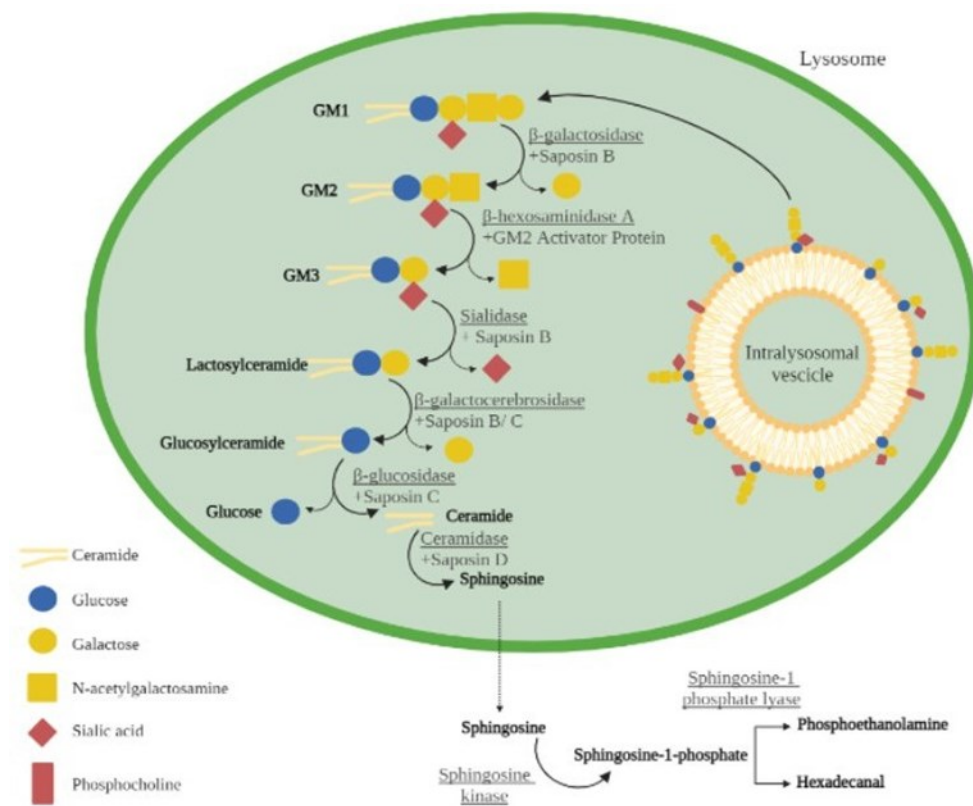 Lysosome
GM1
β-galactosidase
+Saposin B
GM2
β-hexosaminidase A
+GM2 Activator Protein
GM3
Sialidase
+ Saposin B
Intralysosomal
vescicle
Lactosylceramide
β-galactocerebrosidase
+Saposin B/ C
Glucosylceramide
β-glucosidase
+Saposin C
Glucose
Ceramide
Ceramidase
+Saposin D
Sphingosine
Ceramide
Glucose
Galactose
N-acetylgalactosamine
Sialic acid
Phosphocholine
Sphingosine
Sphingosine
kinase
Sphingosine-1-phosphate
Sphingosine-1
phosphate lyase
Phosphoethanolamine
Hexadecanal